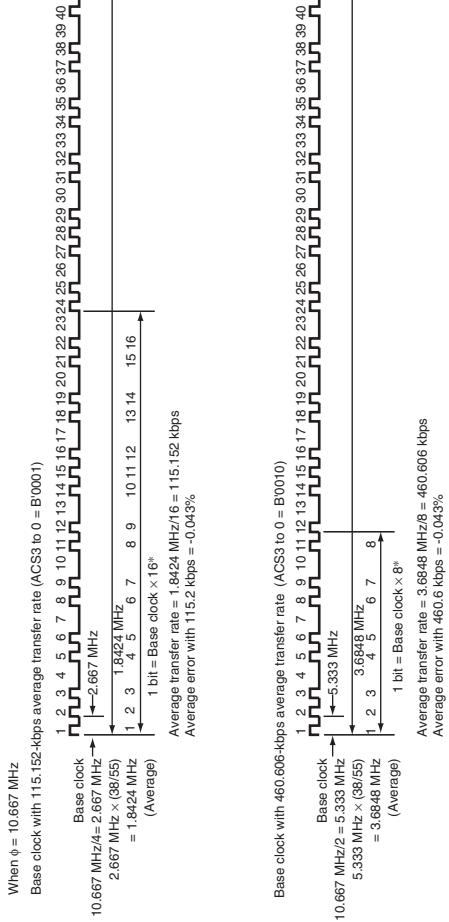 When ϕ = 10.667 MHz
Base clock with 115.152-kbps average transfer rate (ACS3 to 0 = B'0001)
1 2 3 4 5 6 7 8 9 10 11 12 13 14 15 16 17 18 19 20 21 22 23 24 25 26 27 28 29 30 31 32 33 34 35 36 37 38 39 40
Base clock
10.667 MHz/4= 2.667 MHz
2.667 MHz
2.667 MHz × (38/55)
= 1.8424 MHz
(Average)
1.8424 MHz
1 2 3 4 5 6 7 8 9 10 11 12 13 14 15 16
1 bit = Base clock × 16*
Average transfer rate = 1.8424 MHz/16 = 115.152 kbps
Average error with 115.2 kbps = -0.043%
Base clock with 460.606-kbps average transfer rate (ACS3 to 0 = B'0010)
1 2 3 4 5 6 7 8 9 10 11 12 13 14 15 16 17 18 19 20 21 22 23 24 25 26 27 28 29 30 31 32 33 34 35 36 37 38 39 40
Base clock
10.667 MHz/2 = 5.333 MHz
5.333 MHz
5.333 MHz × (38/55)
= 3.6848 MHz
(Average)
3.6848 MHz
1 2 3 4 5 6 7 8
1 bit = Base clock × 8*
Average transfer rate = 3.6848 MHz/8 = 460.606 kbps
Average error with 460.6 kbps = -0.043%